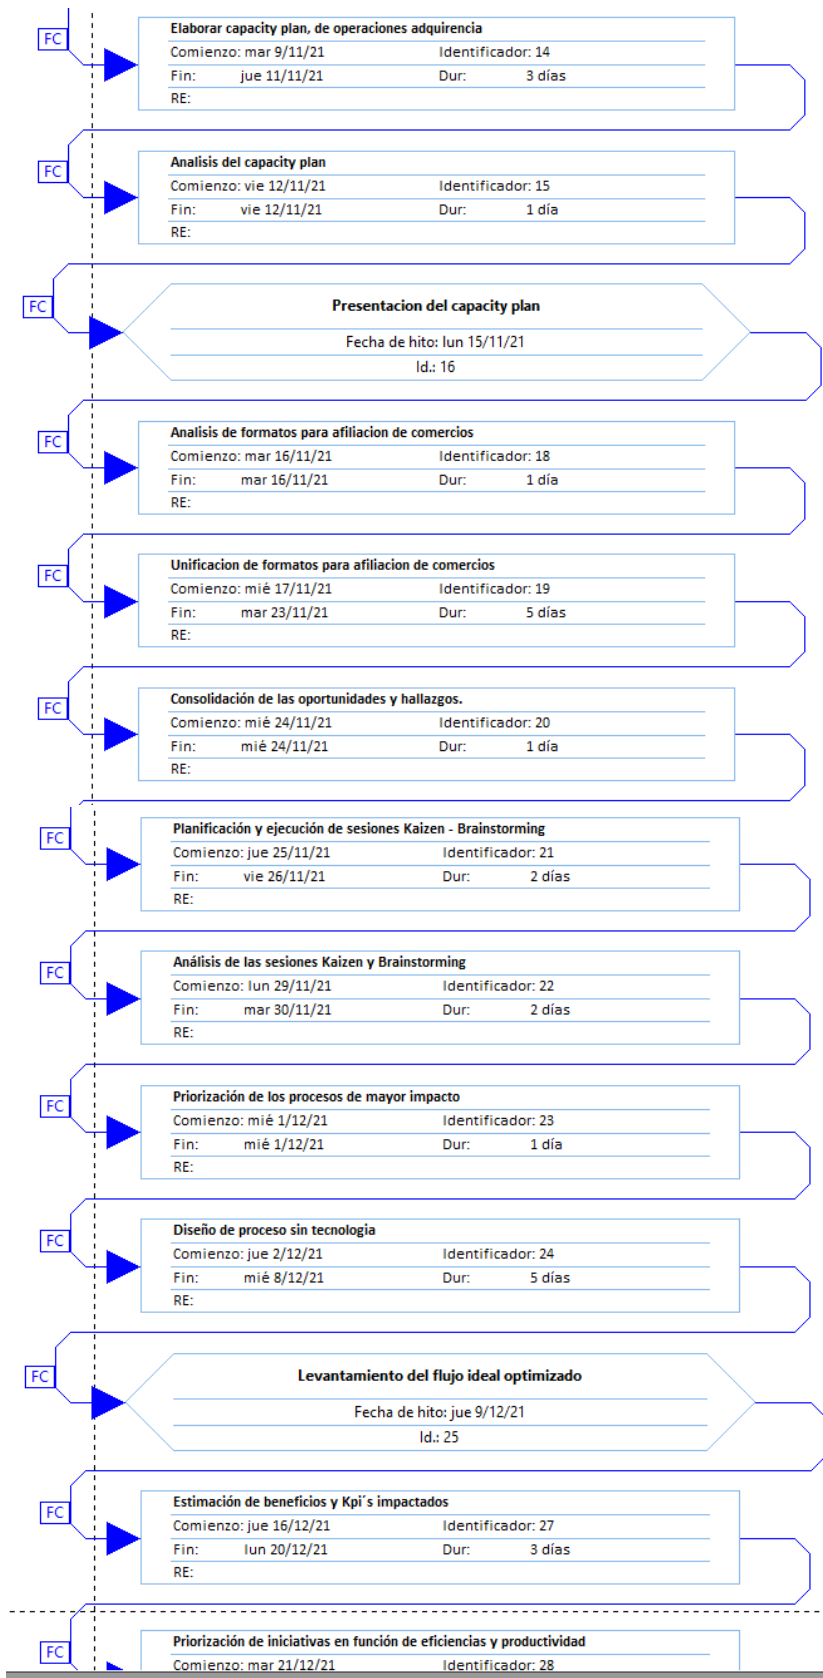 Elaborar capacity plan, de operaciones adquirencia
FC
Comienzo: mar 9/11/21 Identificador: 14
Fin: jue 11/11/21 Dur: 3 días
RE:
Analisis del capacity plan
FC
Comienzo: vie 12/11/21 Identificador: 15
Fin: vie 12/11/21 Dur: 1 día
RE:
FC
Presentacion del capacity plan
Fecha de hito: lun 15/11/21
Id.: 16
Analisis de formatos para afiliacion de comercios
FC
Comienzo: mar 16/11/21 Identificador: 18
Fin: mar 16/11/21 Dur: 1 día
RE:
Unificacion de formatos para afiliacion de comercios
FC
Comienzo: mié 17/11/21 Identificador: 19
Fin: mar 23/11/21 Dur: 5 días
RE:
Consolidación de las oportunidades y hallazgos.
FC
Comienzo: mié 24/11/21 Identificador: 20
Fin: mié 24/11/21 Dur: 1 día
RE:
Planificación y ejecución de sesiones Kaizen - Brainstorming
FC
Comienzo: jue 25/11/21 Identificador: 21
Fin: vie 26/11/21 Dur: 2 días
RE:
Análisis de las sesiones Kaizen y Brainstorming
FC
Comienzo: lun 29/11/21 Identificador: 22
Fin: mar 30/11/21 Dur: 2 días
RE:
Priorización de los procesos de mayor impacto
FC
Comienzo: mié 1/12/21 Identificador: 23
Fin: mié 1/12/21 Dur: 1 día
RE:
Diseño de proceso sin tecnologia
FC
Comienzo: jue 2/12/21 Identificador: 24
Fin: mié 8/12/21 Dur: 5 días
RE:
FC
Levantamiento del flujo ideal optimizado
Fecha de hito: jue 9/12/21
Id.: 25
Estimación de beneficios y Kpi´s impactados
FC
Comienzo: jue 16/12/21 Identificador: 27
Fin: lun 20/12/21 Dur: 3 días
RE:
Priorización de iniciativas en función de eficiencias y productividad
FC
Comienzo: mar 21/12/21 Identificador: 28